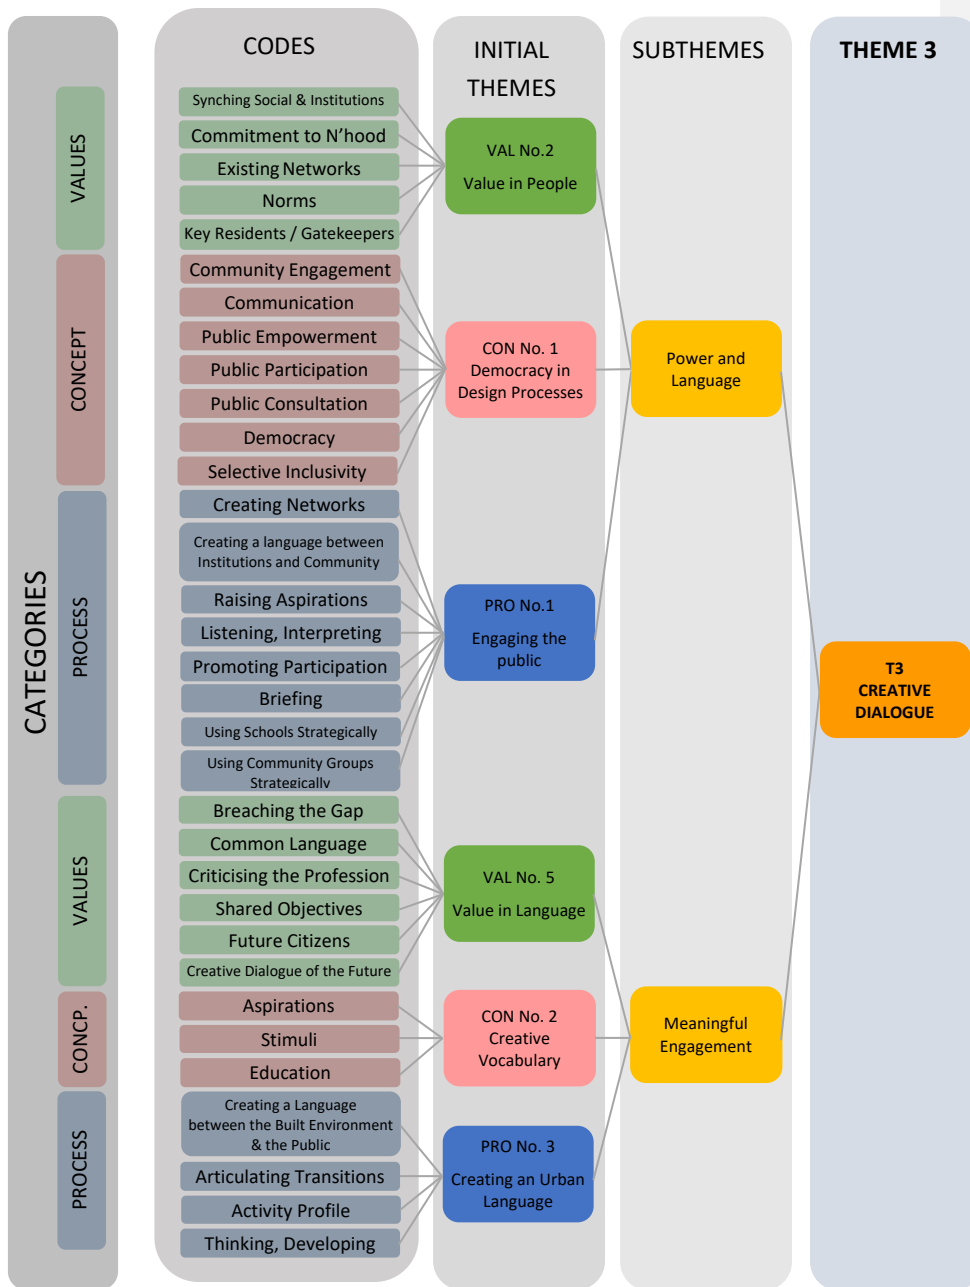 CATEGORIES
VALUES
CONCEPT
PROCESS
VALUES
CONCP.
PROCESS
CODES
Synching Social & Institutions
Commitment to N'hood
Existing Networks
Norms
Key Residents / Gatekeepers
Community Engagement
Communication
Public Empowerment
Public Participation
Public Consultation
Democracy
Selective Inclusivity
Creating Networks
Creating a language between
Institutions and Community
Raising Aspirations
Listening, Interpreting
Promoting Participation
Briefing
Using Schools Strategically
Using Community Groups
Strategically
Breaching the Gap
Common Language
Criticising the Profession
Shared Objectives
Future Citizens
Creative Dialogue of the Future
Aspirations
Stimuli
Education
Creating a Language
between the Built Environment
& the Public
Articulating Transitions
Activity Profile
Thinking, Developing
INITIAL
THEMES
VAL No.2
Value in People
CON No. 1
Democracy in
Design Processes
PRO No.1
Engaging the
public
VAL No. 5
Value in Language
CON No. 2
Creative
Vocabulary
PRO No. 3
Creating an Urban
Language
SUBTHEMES
Power and
Language
Meaningful
Engagement
THEME 3
T3
CREATIVE
DIALOGUE